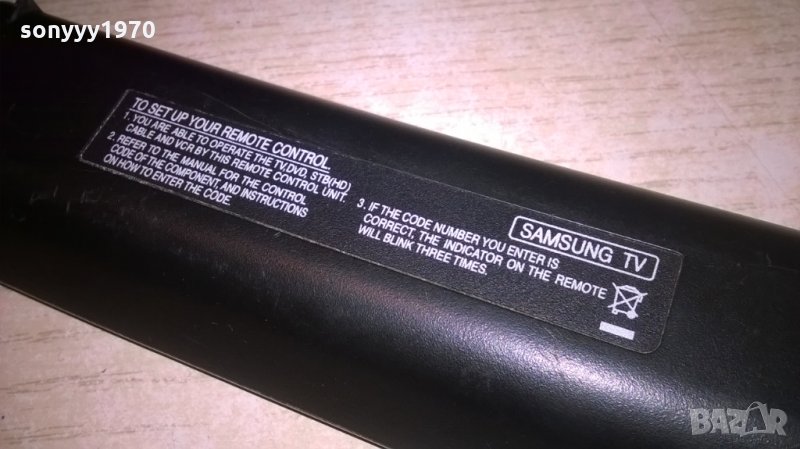 sonyyy1970
TO SET UP YOUR REMOTE CONTROL
1. YOU ARE ABLE TO OPERATE THE TV,DVD, STB(HD)
CABLE AND VCR BY THIS REMOTE CONTROL UNIT.
2. REFER TO THE MANUAL FOR THE CONTROL
CODE OF THE COMPONENT, AND INSTRUCTIONS
ON HOW TO ENTER THE CODE.
3. IF THE CODE NUMBER YOU ENTER IS
CORRECT, THE INDICATOR ON THE REMOTE
WILL BLINK THREE TIMES.
SAMSUNG TV
BAZAR